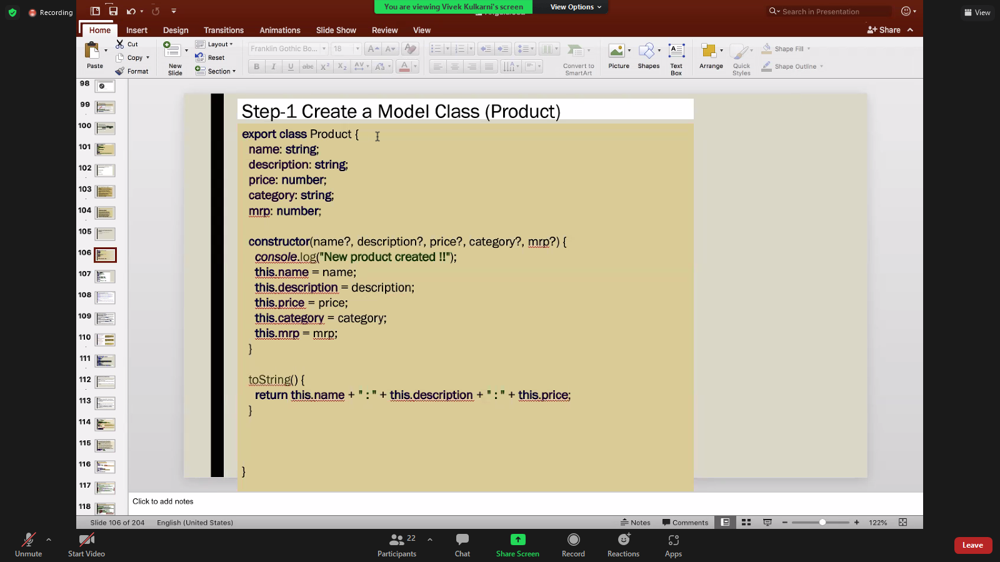 Recording
You are viewing Vivek Kulkarni's screen
View Options
Search in Presentation
View
Home
Insert
Design
Transitions
Animations
Slide Show
Review
View
Share
Paste
Cut
Copy
Format
New Slide
Layout
Reset
Section
Franklin Gothic Bo...
18
Convert to SmartArt
Picture
Shapes
Text Box
Arrange
Quick Styles
Shape Fill
Shape Outline
98
99
100
101
102
103
104
105
106
107
108
109
110
111
112
113
114
115
116
117
118
Step-1 Create a Model Class (Product)
export class Product {
name: string;
description: string;
price: number;
category: string;
mrp: number;
constructor(name?, description?, price?, category?, mrp?) {
console.log("New product created !!");
this.name = name;
this.description = description;
this.price = price;
this.category = category;
this.mrp = mrp;
}
toString() {
return this.name + " : " + this.description + " : " + this.price;
}
}
Click to add notes
Slide 106 of 204
English (United States)
Notes
Comments
122%
Unmute
Start Video
22
Participants
Chat
Share Screen
Record
Reactions
Apps
Leave